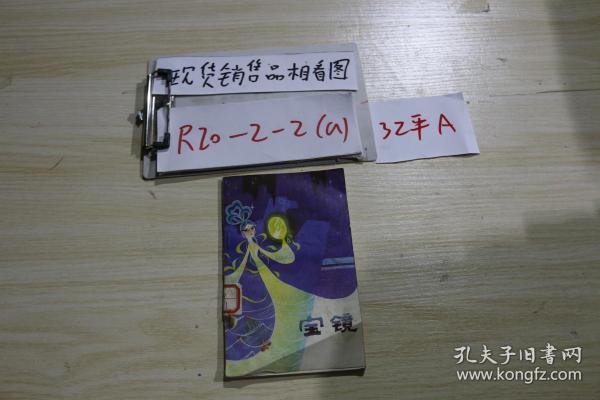 现货销售品相看图
R20-2-2(a)
32平A
宝镜
孔夫子旧书网
www.kongfz.com